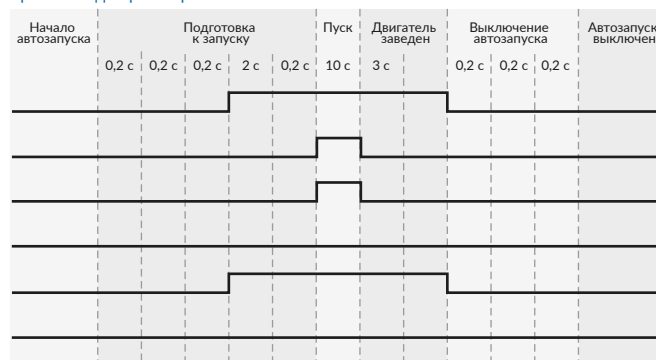 Начало
автозапуска
Подготовка
к запуску
Пуск
Двигатель
заведен
Выключение
автозапуска
Автозапуск
выключен
0,2 с
0,2 с
0,2 с
2 с
0,2 с
10 с
3 с
0,2 с
0,2 с
0,2 с